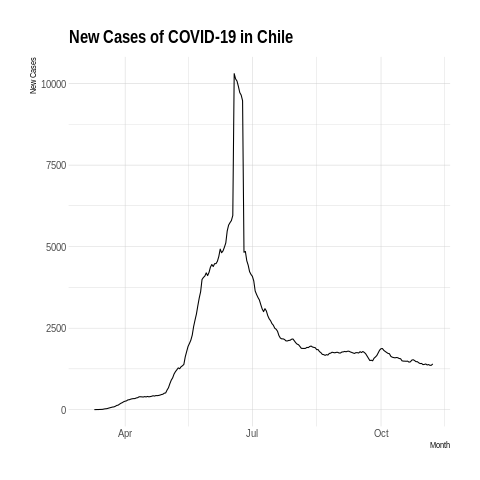 New Cases of COVID-19 in Chile
New Cases
10000
7500
5000
2500
0
Apr
Jul
Oct
Month